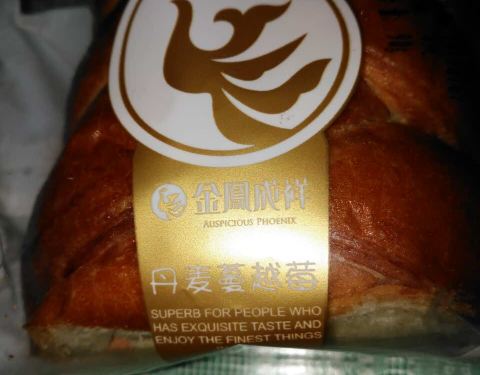 金鳳成祥
AUSPICIOUS PHOENIX
丹麦蔓越莓
SUPERB FOR PEOPLE WHO
HAS EXQUISITE TASTE AND
ENJOY THE FINEST THINGS